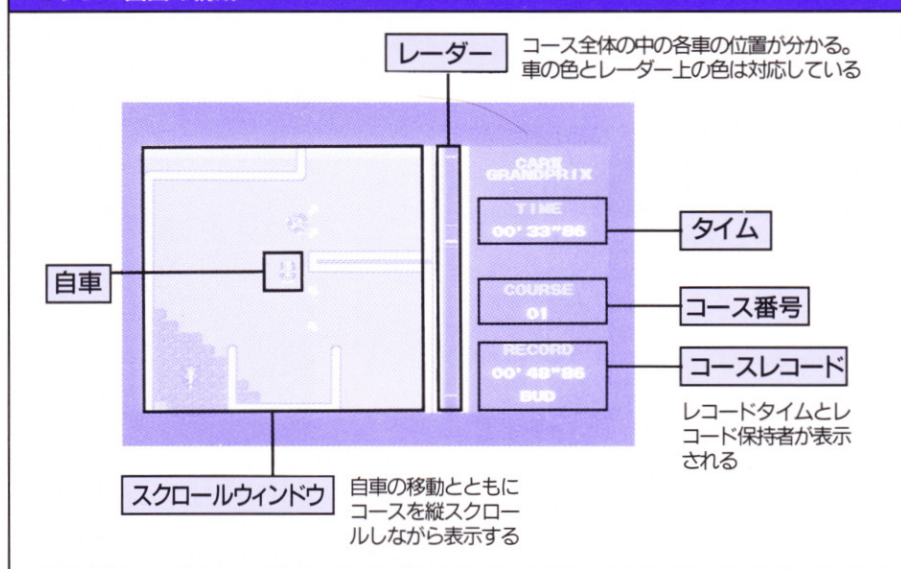 レーダー
コース全体の中の各車の位置が分かる。
車の色とレーダー上の色は対応している
CARⅡ
GRANDPRIX
TIME
00'33"86
タイム
自車
COURSE
01
コース番号
RECORD
00'48"86
BUD
コースレコード
レコードタイムとレ
コード保持者が表示
される
スクロールウィンドウ
自車の移動とともに
コースを縦スクロー
ルしながら表示する